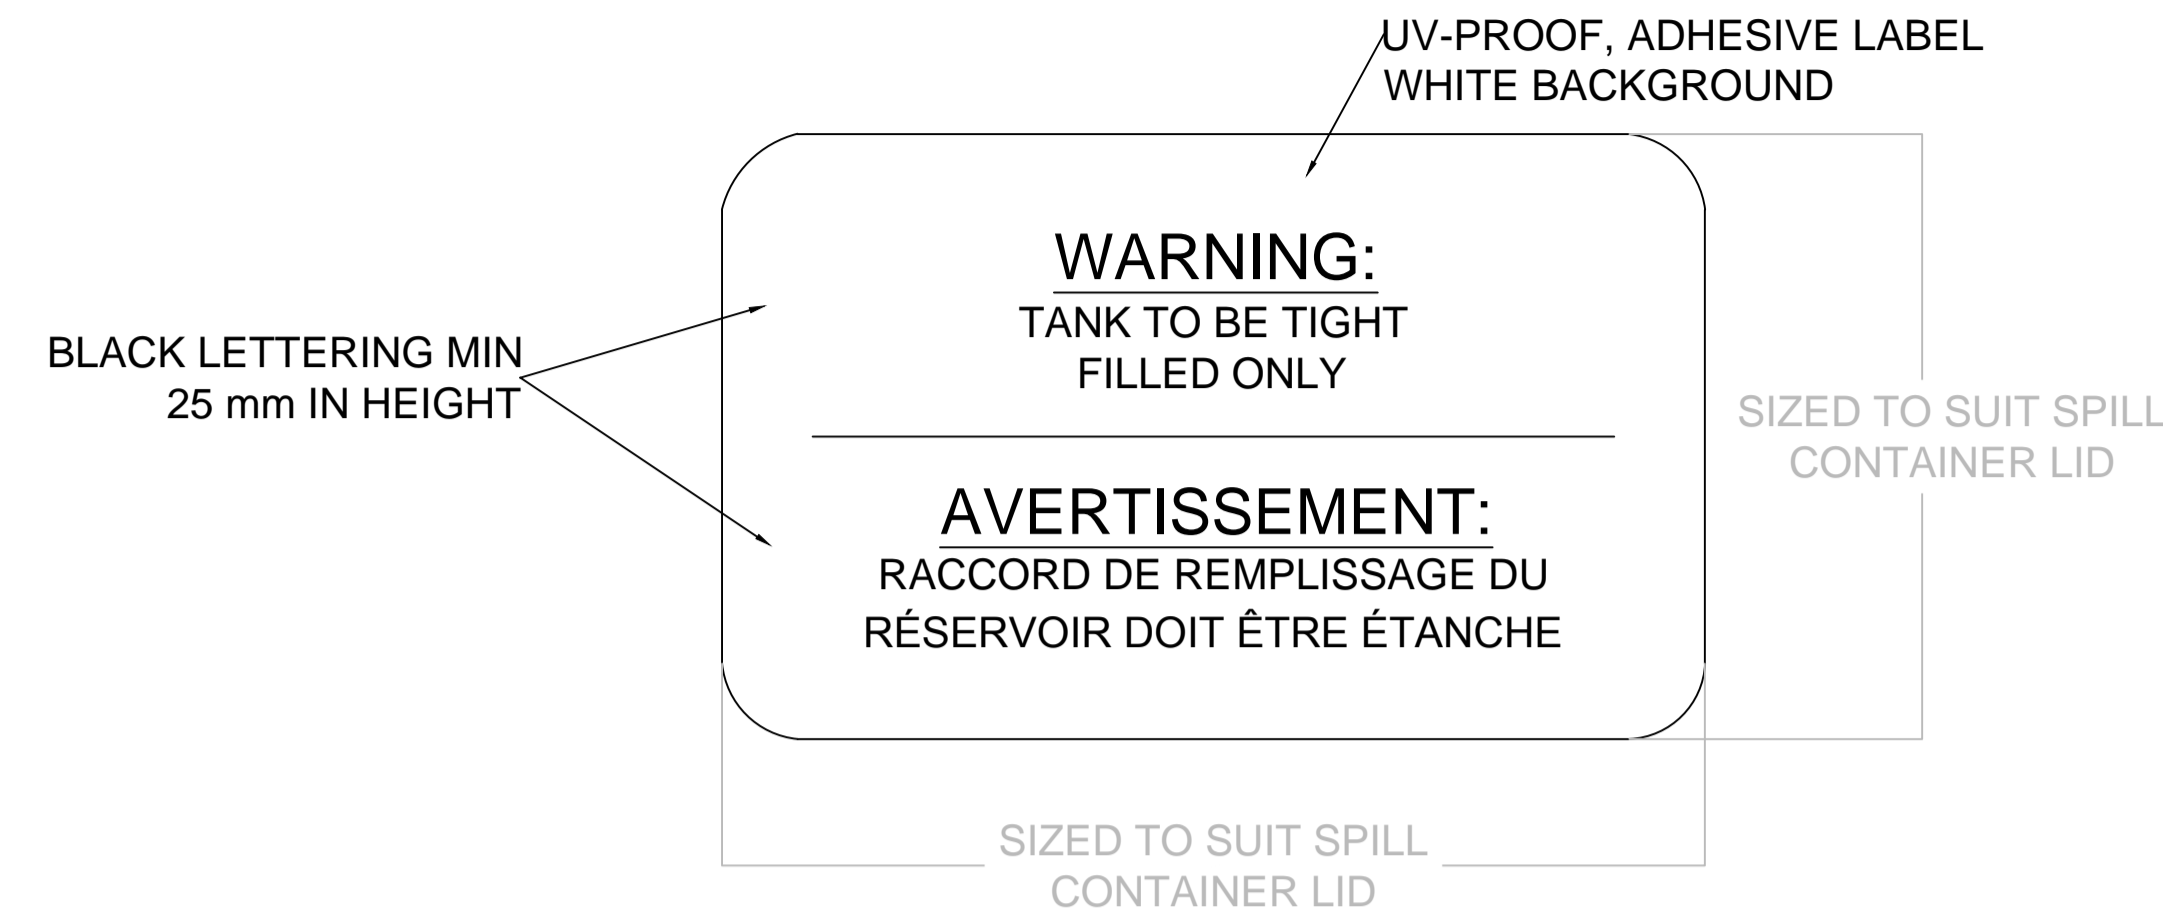 UV-PROOF, ADHESIVE LABEL
WHITE BACKGROUND
WARNING:
TANK TO BE TIGHT
FILLED ONLY
BLACK LETTERING MIN
25 mm IN HEIGHT
SIZED TO SUIT SPILL
CONTAINER LID
AVERTISSEMENT:
RACCORD DE REMPLISSAGE DU
RÉSERVOIR DOIT ÊTRE ÉTANCHE
SIZED TO SUIT SPILL
CONTAINER LID